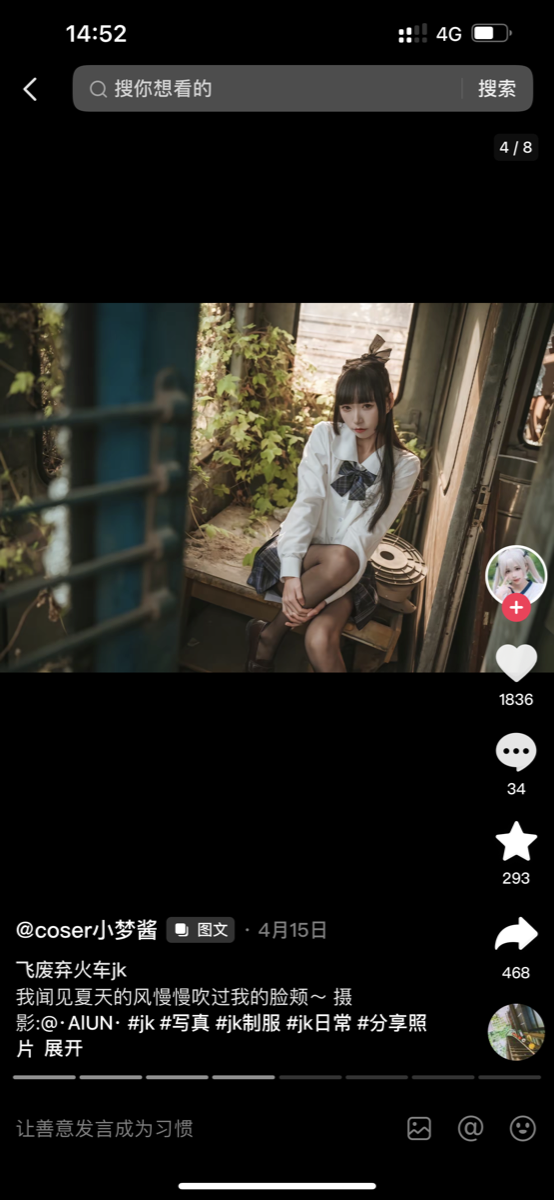 14:52
4G
搜你想看的
搜索
4 / 8
1836
34
293
468
@coser小梦酱 图文 · 4月15日
飞废弃火车jk
我闻见夏天的风慢慢吹过我的脸颊～ 摄
影:@·AIUN· #jk #写真 #jk制服 #jk日常 #分享照
片 展开
让善意发言成为习惯